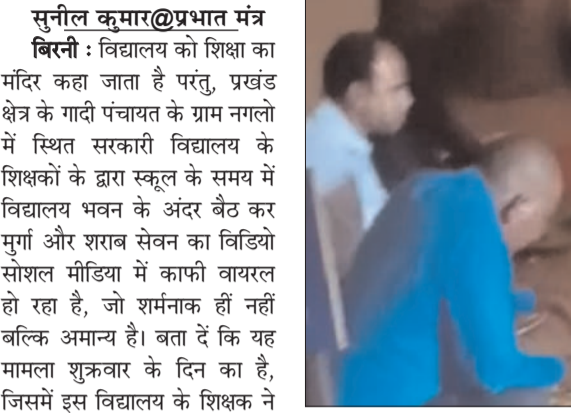 सुनील कुमार@प्रभात मंत्र
बिरनी : विद्यालय को शिक्षा का
मंदिर कहा जाता है परंतु, प्रखंड
क्षेत्र के गादी पंचायत के ग्राम नगलो
में स्थित सरकारी विद्यालय के
शिक्षकों के द्वारा स्कूल के समय में
विद्यालय भवन के अंदर बैठ कर
मुर्गा और शराब सेवन का विडियो
सोशल मीडिया में काफी वायरल
हो रहा है, जो शर्मनाक हीं नहीं
बल्कि अमान्य है। बता दें कि यह
मामला शुक्रवार के दिन का है,
जिसमें इस विद्यालय के शिक्षक ने